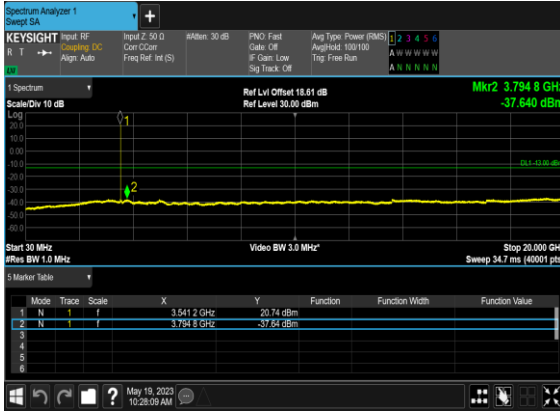 Spectrum Analyzer 1
Swept SA
+
KEYSIGHT Input: RF Input Z: 50 Ω #Atten: 30 dB PNO: Fast Avg Type: Power (RMS) 1 2 3 4 5 6
R T Coupling: DC Corr CCorr Gate: Off Avg|Hold: 100/100 A W W W W W
Align: Auto Freq Ref: Int (S) IF Gain: Low Trig: Free Run
Sig Track: Off A N N N N N
1 Spectrum Ref Lvl Offset 18.61 dB Mkr2 3.794 8 GHz
Scale/Div 10 dB Ref Level 30.00 dBm -37.640 dBm
Log
20.0
10.0
0.00
-10.0
-20.0
-30.0
-40.0
-50.0
-60.0
1
2
DL1 -13.00 dBm
Start 30 MHz Video BW 3.0 MHz* Stop 20.000 GHz
#Res BW 1.0 MHz Sweep 34.7 ms (40001 pts)
5 Marker Table
Mode Trace Scale X Y Function Function Width Function Value
1 N 1 f 3.541 2 GHz 20.74 dBm
2 N 1 f 3.794 8 GHz -37.64 dBm
3
4
5
6
? May 19, 2023
10:28:09 AM